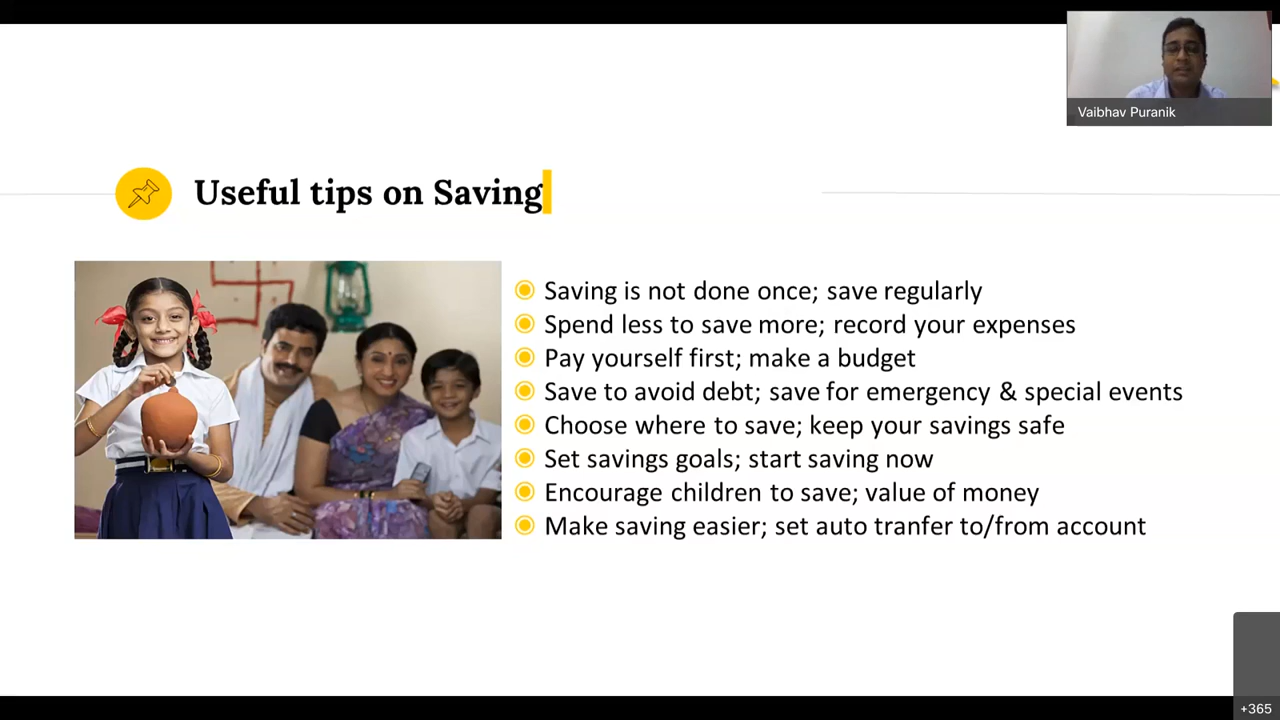 Vaibhav Puranik
Useful tips on Saving
Saving is not done once; save regularly
Spend less to save more; record your expenses
Pay yourself first; make a budget
Save to avoid debt; save for emergency & special events
Choose where to save; keep your savings safe
Set savings goals; start saving now
Encourage children to save; value of money
Make saving easier; set auto tranfer to/from account
+365